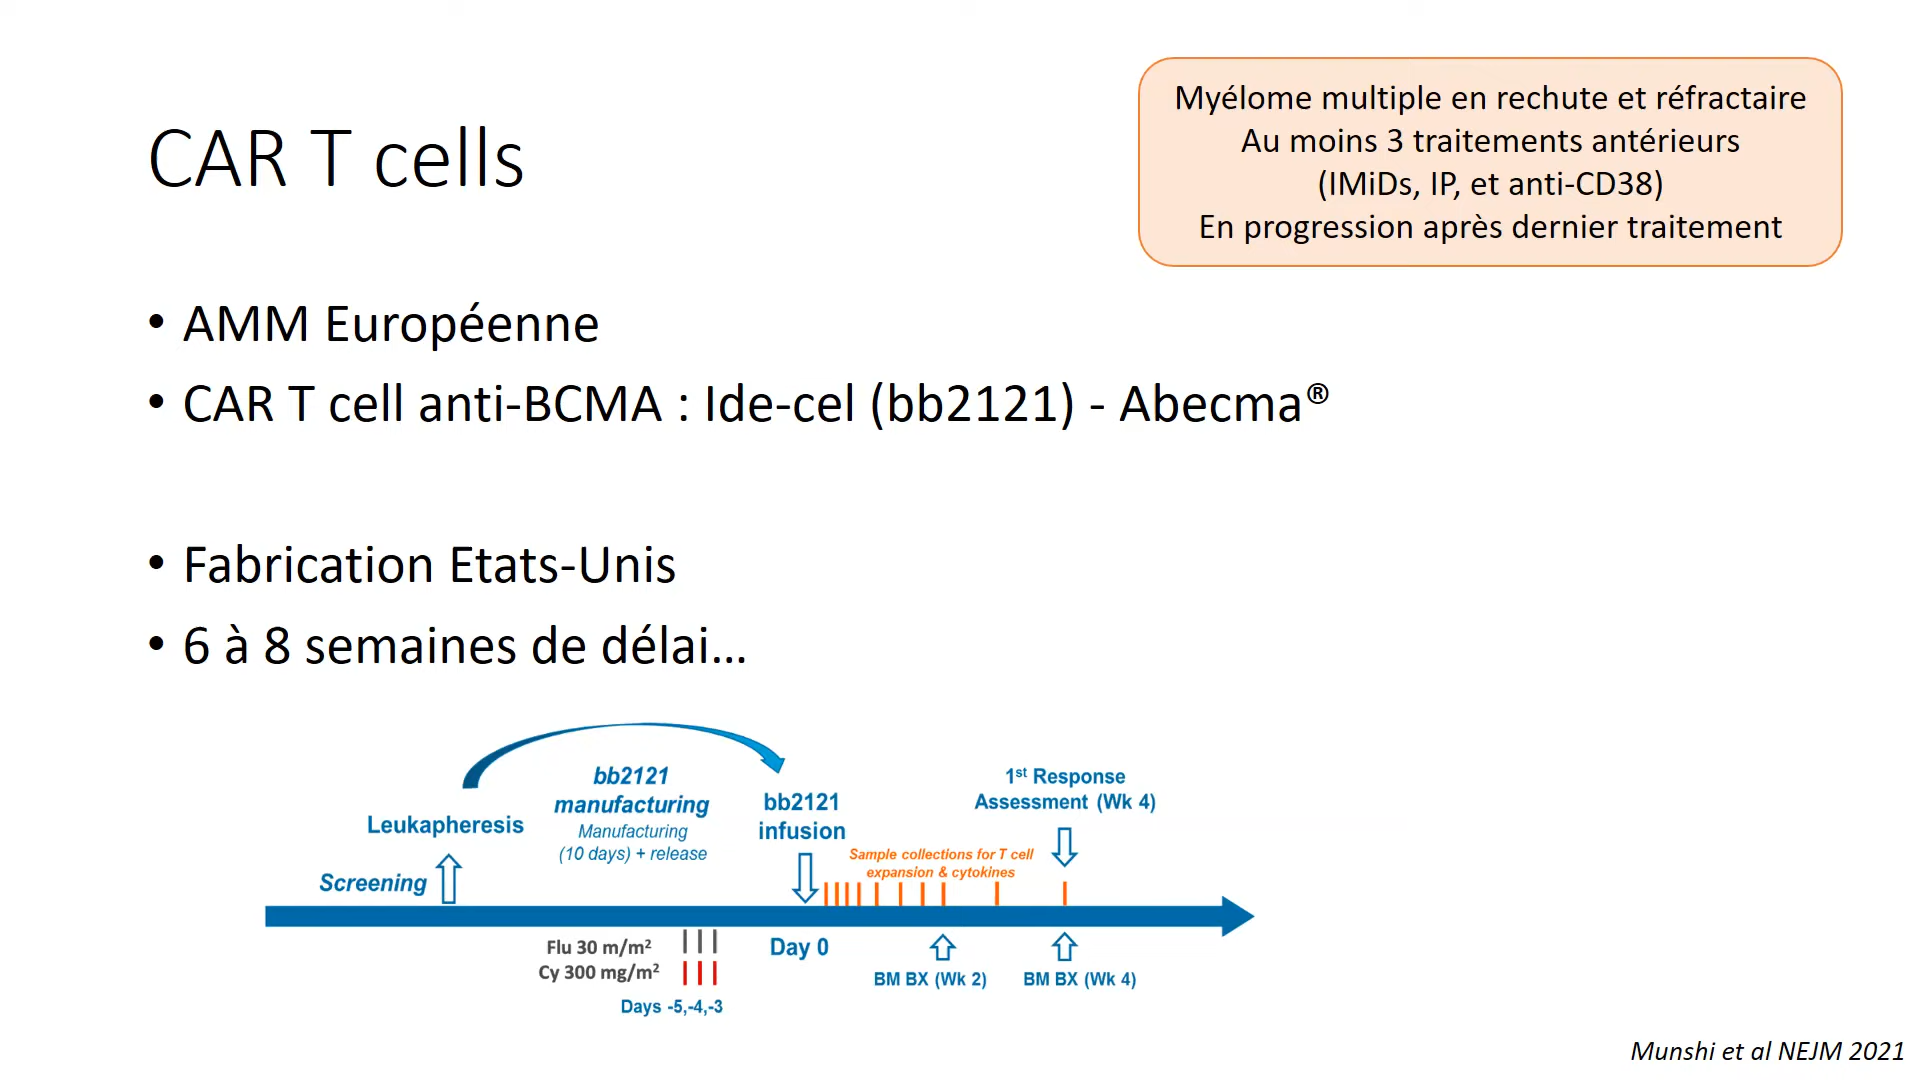 CAR T cells
Myélome multiple en rechute et réfractaire
Au moins 3 traitements antérieurs
(IMiDs, IP, et anti-CD38)
En progression après dernier traitement
• AMM Européenne
• CAR T cell anti-BCMA : Ide-cel (bb2121) - Abecma®
• Fabrication Etats-Unis
• 6 à 8 semaines de délai...
Screening
Leukapheresis
bb2121
manufacturing
Manufacturing
(10 days) + release
bb2121
infusion
Sample collections for T cell
expansion & cytokines
1st Response
Assessment (Wk 4)
Flu 30 m/m²
Cy 300 mg/m²
Days -5,-4,-3
Day 0
BM BX (Wk 2)
BM BX (Wk 4)
Munshi et al NEJM 2021